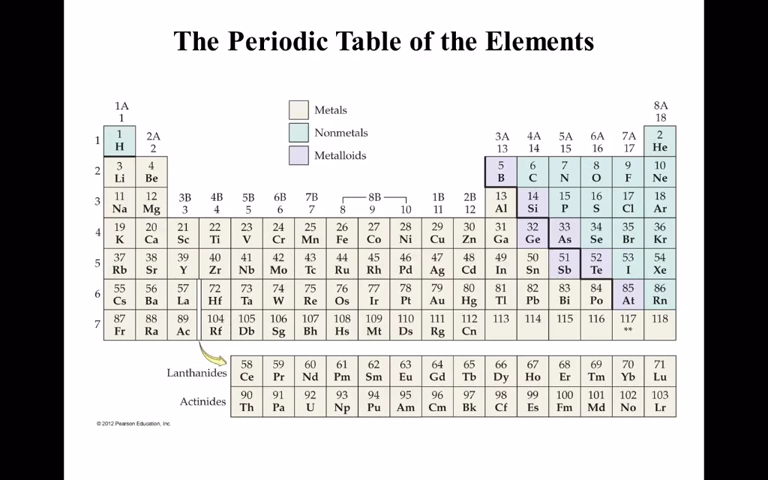 The Periodic Table of the Elements
1A 8A
1 18
Metals
Nonmetals
Metalloids
1 1 2
H He
2A 3A 4A 5A 6A 7A
2 13 14 15 16 17
2 3 4 5 6 7 8 9 10
Li Be B C N O F Ne
3 11 12 13 14 15 16 17 18
Na Mg Al Si P S Cl Ar
3B 4B 5B 6B 7B 8B 1B 2B
3 4 5 6 7 8 9 10 11 12
4 19 20 21 22 23 24 25 26 27 28 29 30 31 32 33 34 35 36
K Ca Sc Ti V Cr Mn Fe Co Ni Cu Zn Ga Ge As Se Br Kr
5 37 38 39 40 41 42 43 44 45 46 47 48 49 50 51 52 53 54
Rb Sr Y Zr Nb Mo Tc Ru Rh Pd Ag Cd In Sn Sb Te I Xe
6 55 56 57 72 73 74 75 76 77 78 79 80 81 82 83 84 85 86
Cs Ba La Hf Ta W Re Os Ir Pt Au Hg Tl Pb Bi Po At Rn
7 87 88 89 104 105 106 107 108 109 110 111 112 113 114 115 116 117 118
Fr Ra Ac Rf Db Sg Bh Hs Mt Ds Rg Cn **
Lanthanides 58 59 60 61 62 63 64 65 66 67 68 69 70 71
Ce Pr Nd Pm Sm Eu Gd Tb Dy Ho Er Tm Yb Lu
Actinides 90 91 92 93 94 95 96 97 98 99 100 101 102 103
Th Pa U Np Pu Am Cm Bk Cf Es Fm Md No Lr
© 2012 Pearson Education, Inc.